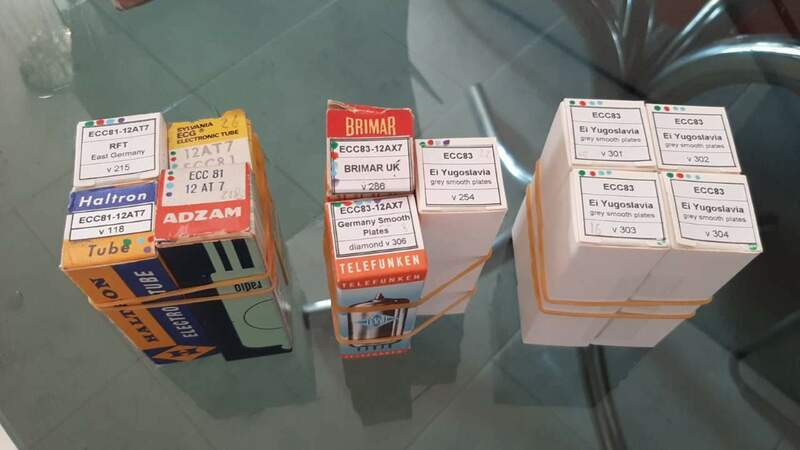 ECC81-12AT7
RFT
East Germany
v 215
SYLVANIA
ECG®
ELECTRONIC TUBE
12AT7
ECC81
Haltron
ECC81-12AT7
v 118
Tube
ECC 81
12 AT 7
ADZAM
HALTRON
ELECTRONIC TUBE
radio
BRIMAR
ECC83-12AX7
BRIMAR UK
v 286
ECC83-12AX7
Germany Smooth
Plates
diamond v 306
TELEFUNKEN
TELEFUNKEN
ECC83
Ei Yugoslavia
grey smooth plates
v 254
ECC83
Ei Yugoslavia
grey smooth plates
v 301
ECC83
Ei Yugoslavia
grey smooth plates
v 302
ECC83
Ei Yugoslavia
grey smooth plates
16
v 303
ECC83
Ei Yugoslavia
grey smooth plates
v 304